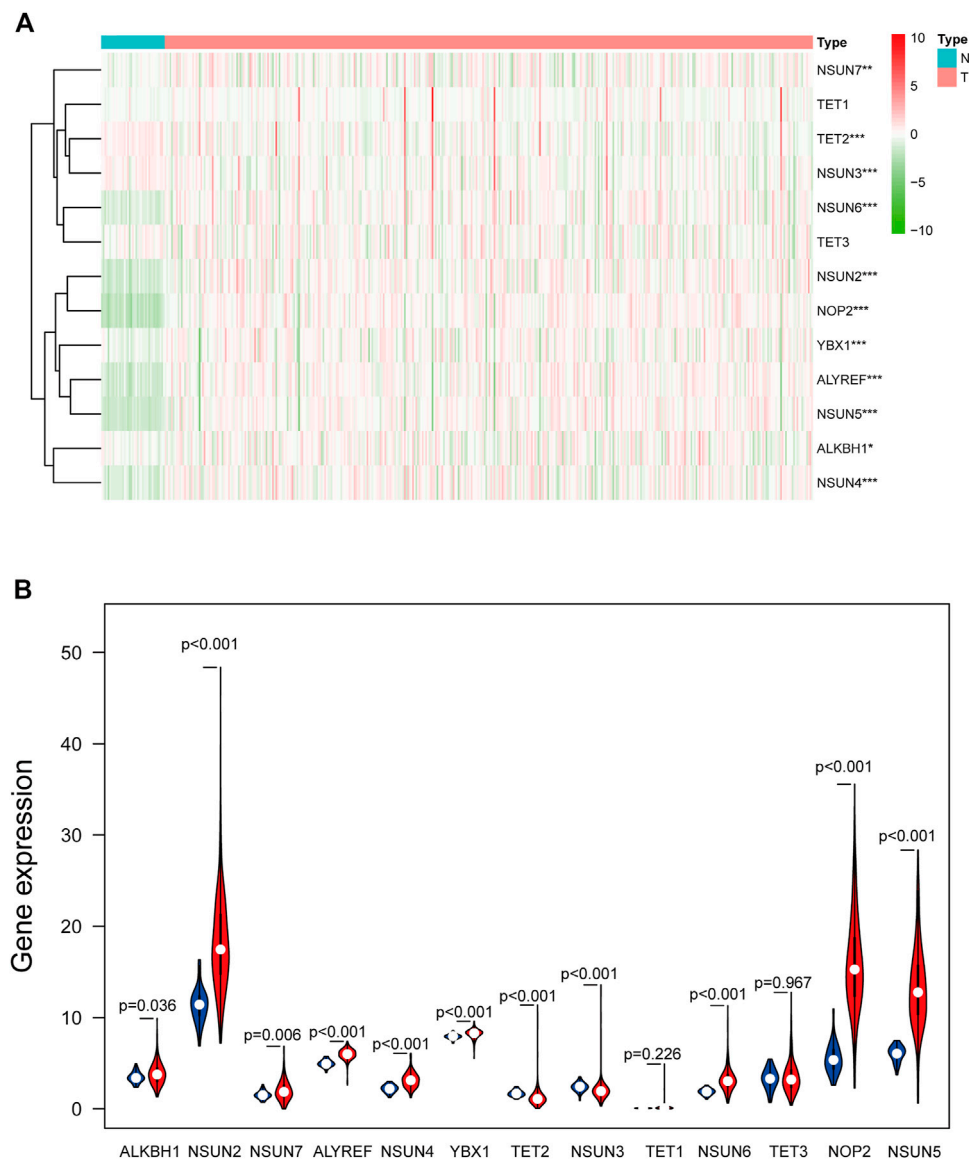 A
Type
NSUN7**
TET1
TET2***
NSUN3***
NSUN6***
TET3
NSUN2***
NOP2***
YBX1***
ALYREF***
NSUN5***
ALKBH1*
NSUN4***
10
5
0
−5
−10
Type
N
T
B
Gene expression
50
40
30
20
10
0
p=0.036
p<0.001
p=0.006
p<0.001
p<0.001
p<0.001
p<0.001
p<0.001
p=0.226
p<0.001
p=0.967
p<0.001
p<0.001
ALKBH1 NSUN2 NSUN7 ALYREF NSUN4 YBX1 TET2 NSUN3 TET1 NSUN6 TET3 NOP2 NSUN5